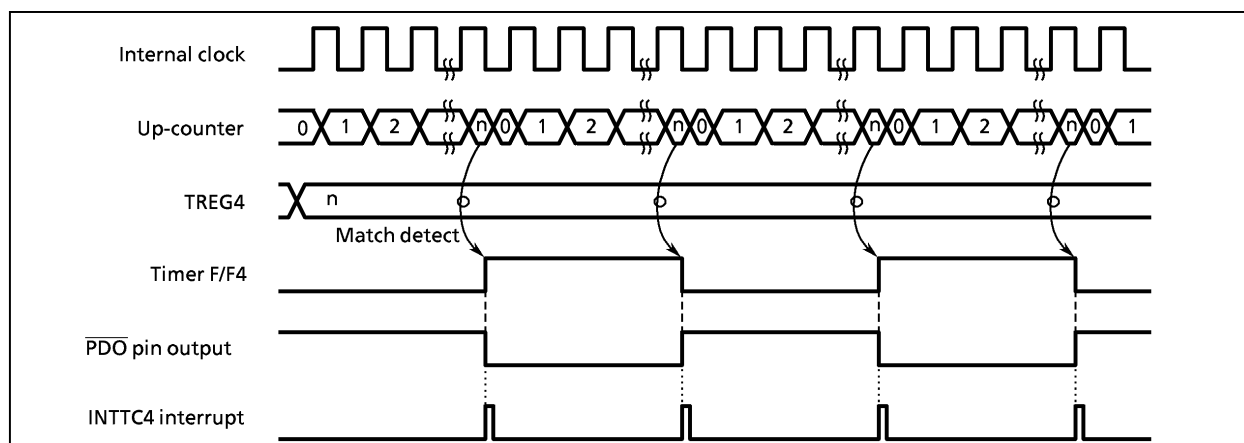 Internal clock
Up-counter 0 1 2 n 0 1 2 n 0 1 2 n 0 1 2 n 0 1
TREG4 n
Match detect
Timer F/F4
PDO pin output
INTTC4 interrupt